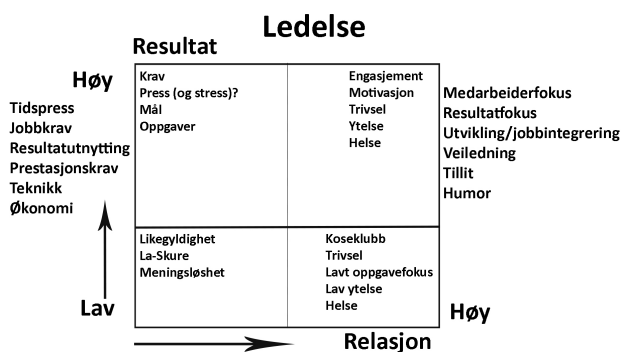 Ledelse
Resultat
Høy
Tidspress
Jobbkrav
Resultatutnytting
Prestasjonskrav
Teknikk
Økonomi
Lav
Krav
Press (og stress)?
Mål
Oppgaver
Engasjement
Motivasjon
Trivsel
Ytelse
Helse
Medarbeiderfokus
Resultatfokus
Utvikling/jobbintegrering
Veiledning
Tillit
Humor
Likegyldighet
La-Skure
Meningsløshet
Koseklubb
Trivsel
Lavt oppgavefokus
Lav ytelse
Helse
Høy
Relasjon